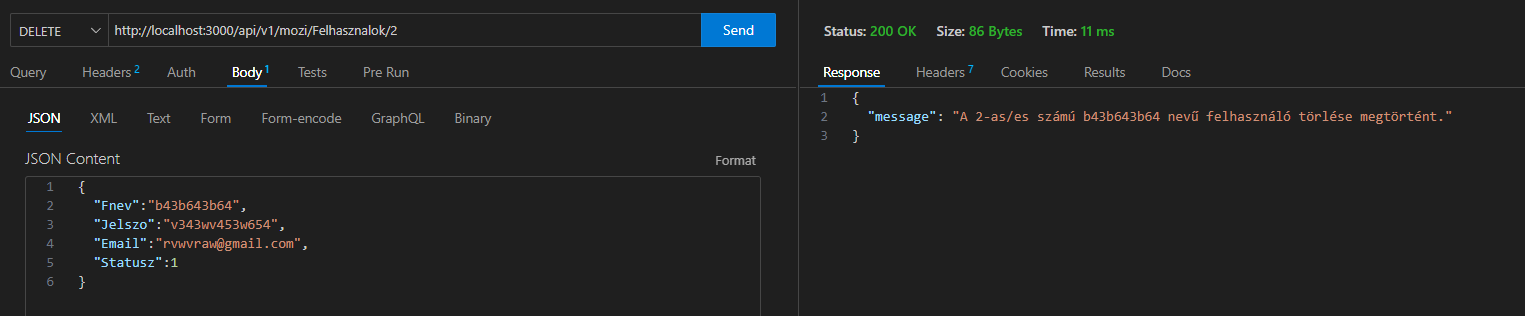 DELETE http://localhost:3000/api/v1/mozi/Felhasznalok/2 Send
Status: 200 OK Size: 86 Bytes Time: 11 ms
Query Headers 2 Auth Body 1 Tests Pre Run
Response Headers 7 Cookies Results Docs
JSON XML Text Form Form-encode GraphQL Binary
JSON Content Format
1 {
2 "Fnev":"b43b643b64",
3 "Jelszo":"v343wv453w654",
4 "Email":"rvwvraw@gmail.com",
5 "Statusz":1
6 }
1 {
2 "message": "A 2-as/es számú b43b643b64 nevű felhasználó törlése megtörtént."
3 }